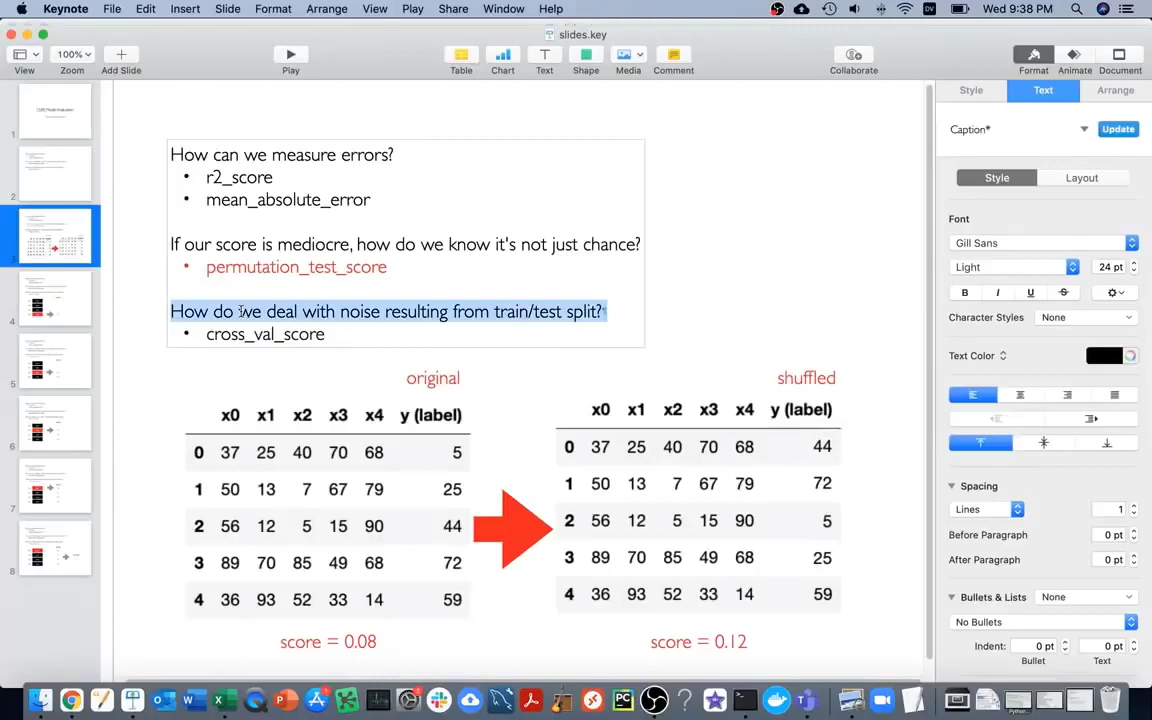 Keynote File Edit Insert Slide Format Arrange View Play Share Window Help DV Wed 9:38 PM
slides.key
100%
View Zoom Add Slide Play Table Chart Text Shape Media Comment Collaborate Format Animate Document
Style Text Arrange
Caption* Update
Style Layout
Font
Gill Sans
Light 24 pt
B I U S
Character Styles None
Text Color
Spacing
Lines 1
Before Paragraph 0 pt
After Paragraph 0 pt
Bullets & Lists None
No Bullets
Indent: 0 pt 0 pt
Bullet Text
1
2
3
4
5
6
7
8
How can we measure errors?
• r2_score
• mean_absolute_error
If our score is mediocre, how do we know it's not just chance?
• permutation_test_score
How do we deal with noise resulting from train/test split?
• cross_val_score
original
x0 x1 x2 x3 x4 y (label)
0 37 25 40 70 68 5
1 50 13 7 67 79 25
2 56 12 5 15 90 44
3 89 70 85 49 68 72
4 36 93 52 33 14 59
score = 0.08
shuffled
x0 x1 x2 x3 x4 y (label)
0 37 25 40 70 68 44
1 50 13 7 67 79 72
2 56 12 5 15 90 5
3 89 70 85 49 68 25
4 36 93 52 33 14 59
score = 0.12